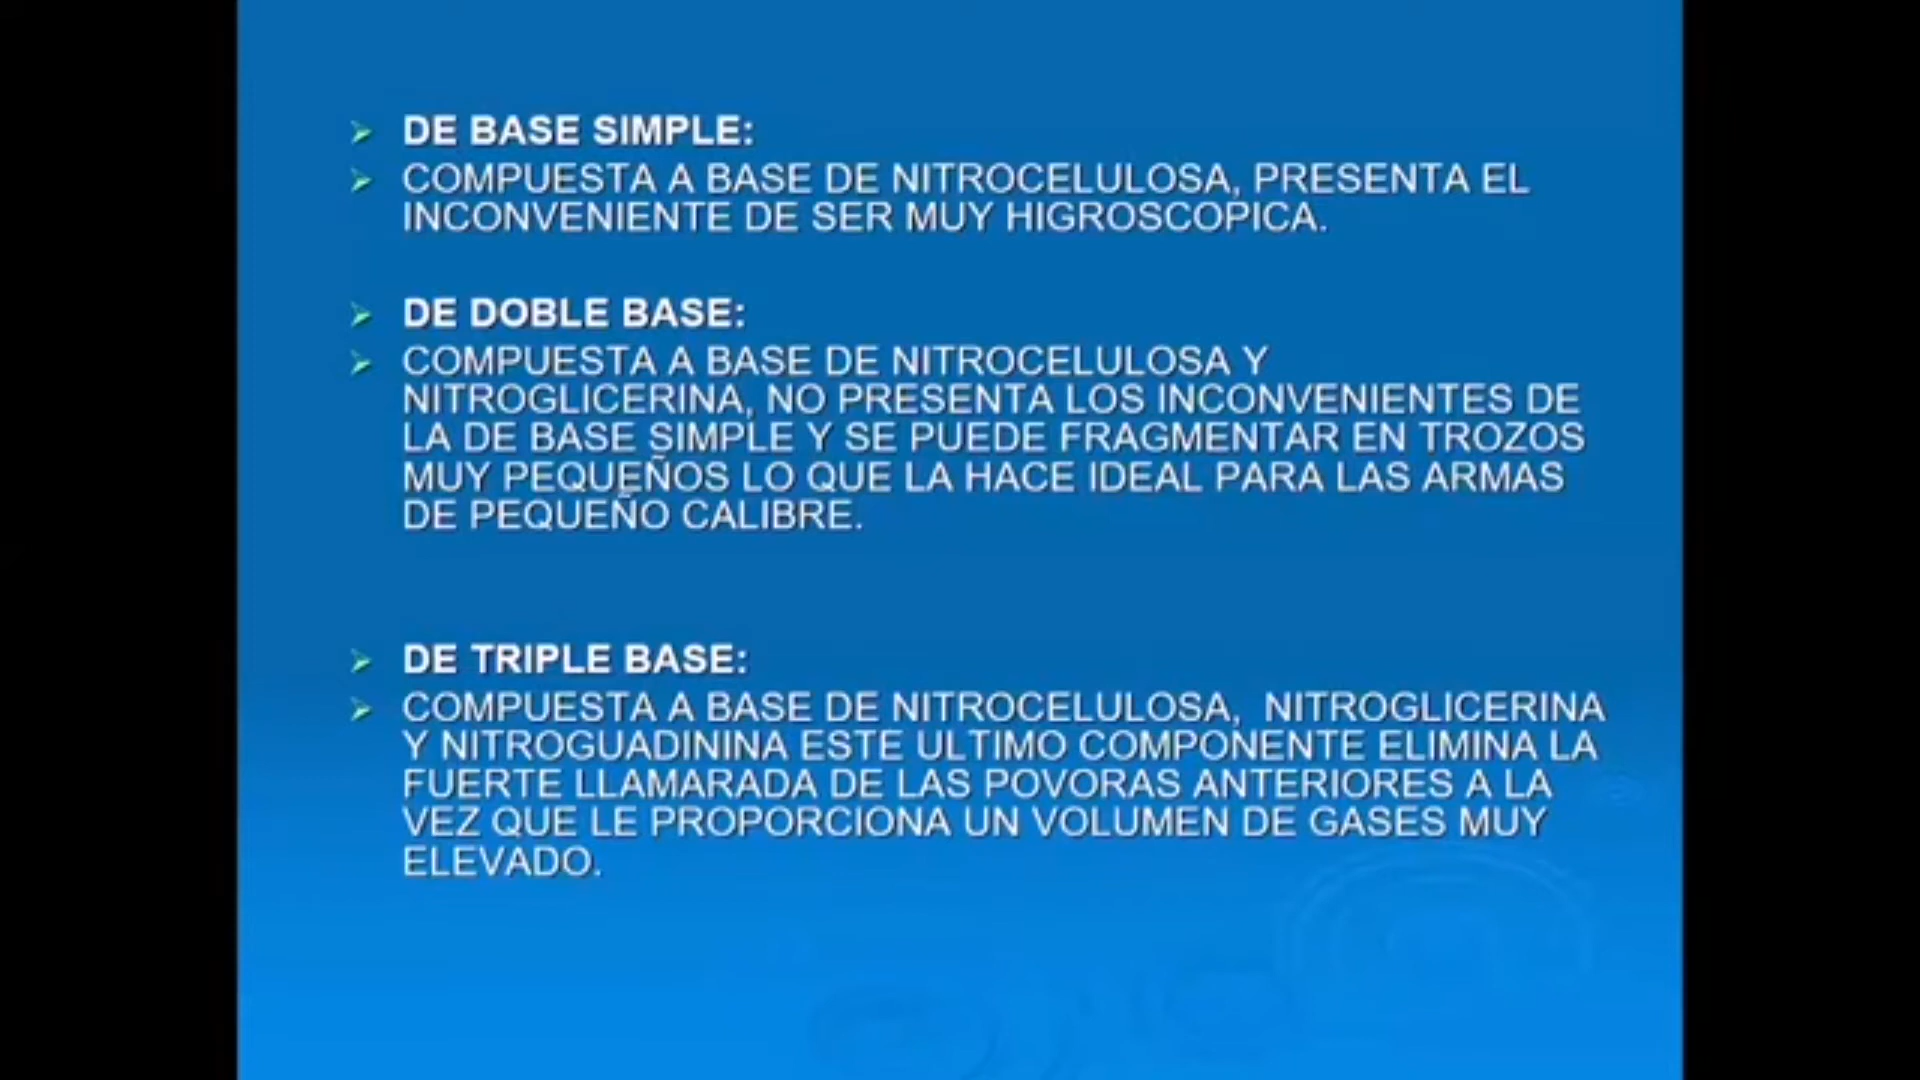 DE BASE SIMPLE:
COMPUESTA A BASE DE NITROCELULOSA, PRESENTA EL
INCONVENIENTE DE SER MUY HIGROSCOPICA.
DE DOBLE BASE:
COMPUESTA A BASE DE NITROCELULOSA Y
NITROGLICERINA, NO PRESENTA LOS INCONVENIENTES DE
LA DE BASE SIMPLE Y SE PUEDE FRAGMENTAR EN TROZOS
MUY PEQUEÑOS LO QUE LA HACE IDEAL PARA LAS ARMAS
DE PEQUEÑO CALIBRE.
DE TRIPLE BASE:
COMPUESTA A BASE DE NITROCELULOSA, NITROGLICERINA
Y NITROGUADININA ESTE ULTIMO COMPONENTE ELIMINA LA
FUERTE LLAMARADA DE LAS POVORAS ANTERIORES A LA
VEZ QUE LE PROPORCIONA UN VOLUMEN DE GASES MUY
ELEVADO.